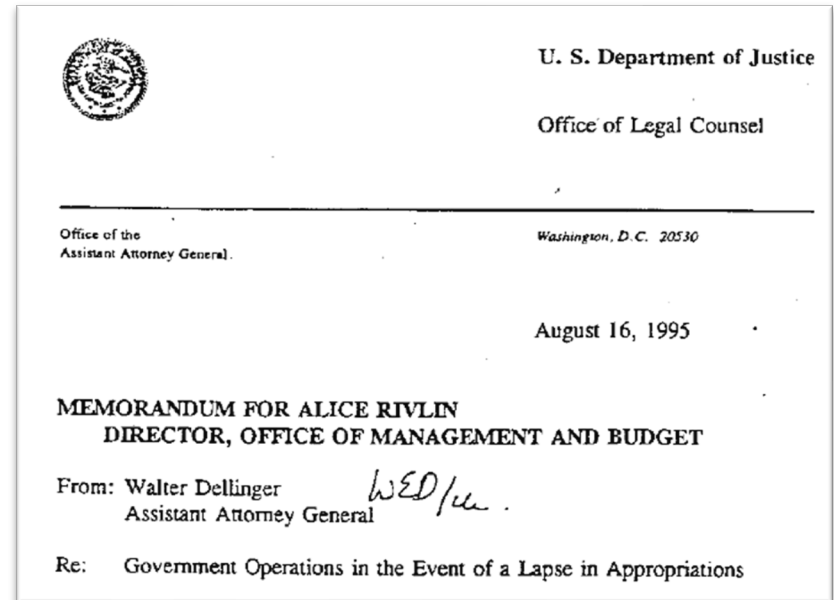 U. S. Department of Justice
Office of Legal Counsel
Office of the
Assistant Attorney General.
Washington, D.C. 20530
August 16, 1995
MEMORANDUM FOR ALICE RIVLIN
DIRECTOR, OFFICE OF MANAGEMENT AND BUDGET
From: Walter Dellinger
WED/
Assistant Attorney General
Re: Government Operations in the Event of a Lapse in Appropriations